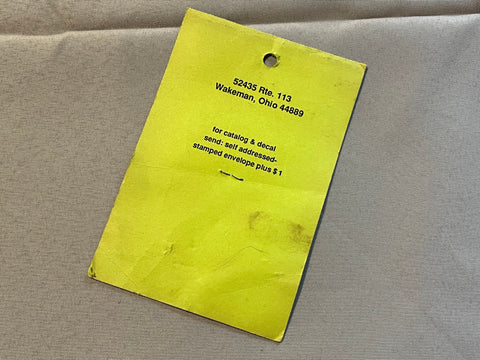 52435 Rte. 113
Wakeman, Ohio 44889
for catalog & decal
send: self addressed-
stamped envelope plus $1